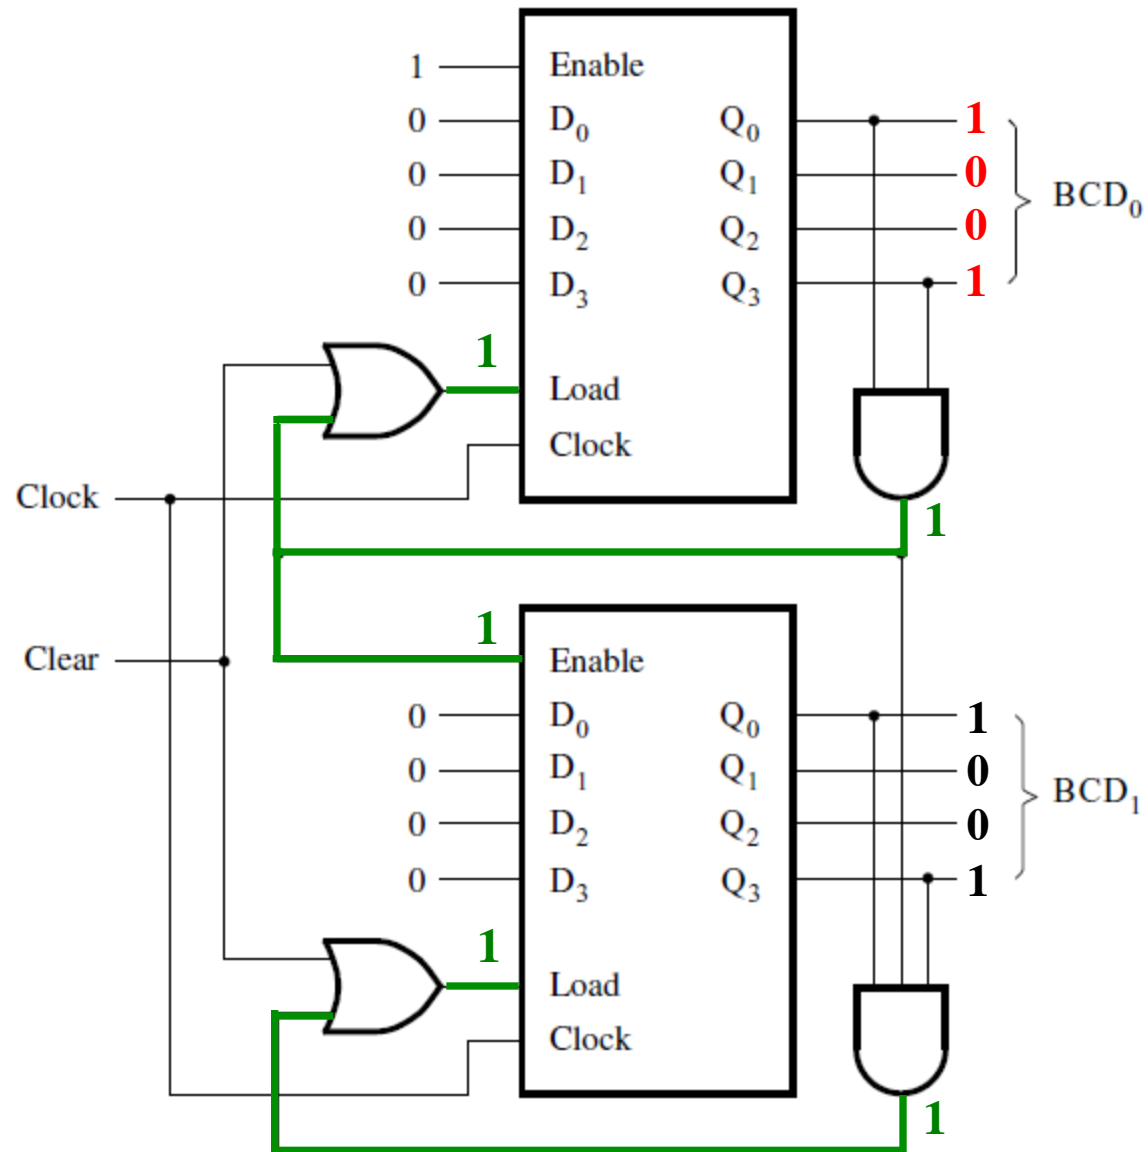 1 Enable
0 D0 Q0 1
0 D1 Q1 0
0 D2 Q2 0
0 D3 Q3 1
BCD0
1 Load
Clock
Clock
1
1 Enable
Clear
0 D0 Q0 1
0 D1 Q1 0
0 D2 Q2 0
0 D3 Q3 1
BCD1
1 Load
Clock
1